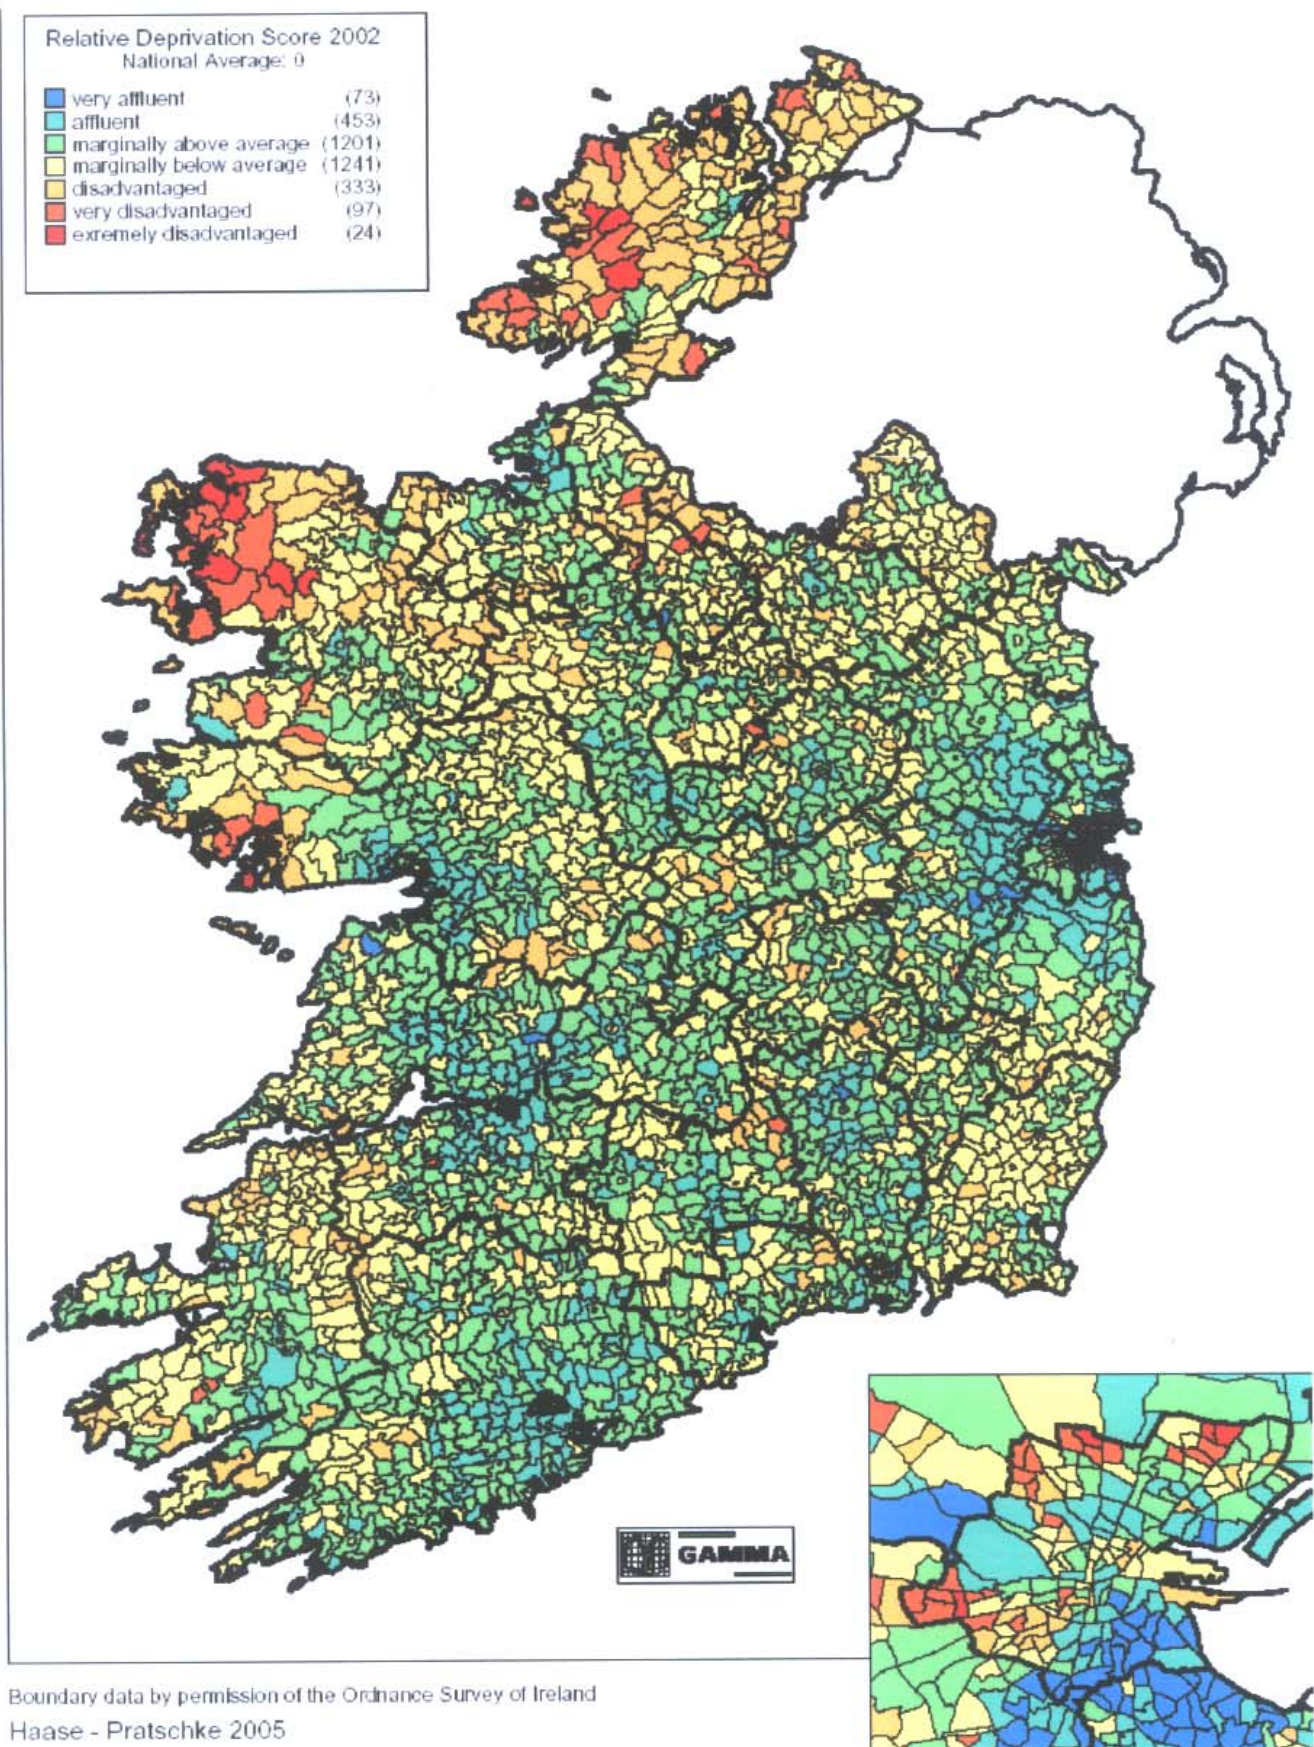 Relative Deprivation Score 2002
National Average: 0
very affluent (73)
affluent (453)
marginally above average (1201)
marginally below average (1241)
disadvantaged (333)
very disadvantaged (97)
exremely disadvantaged (24)
GAMMA
Boundary data by permission of the Ordnance Survey of Ireland
Haase - Pratschke 2005